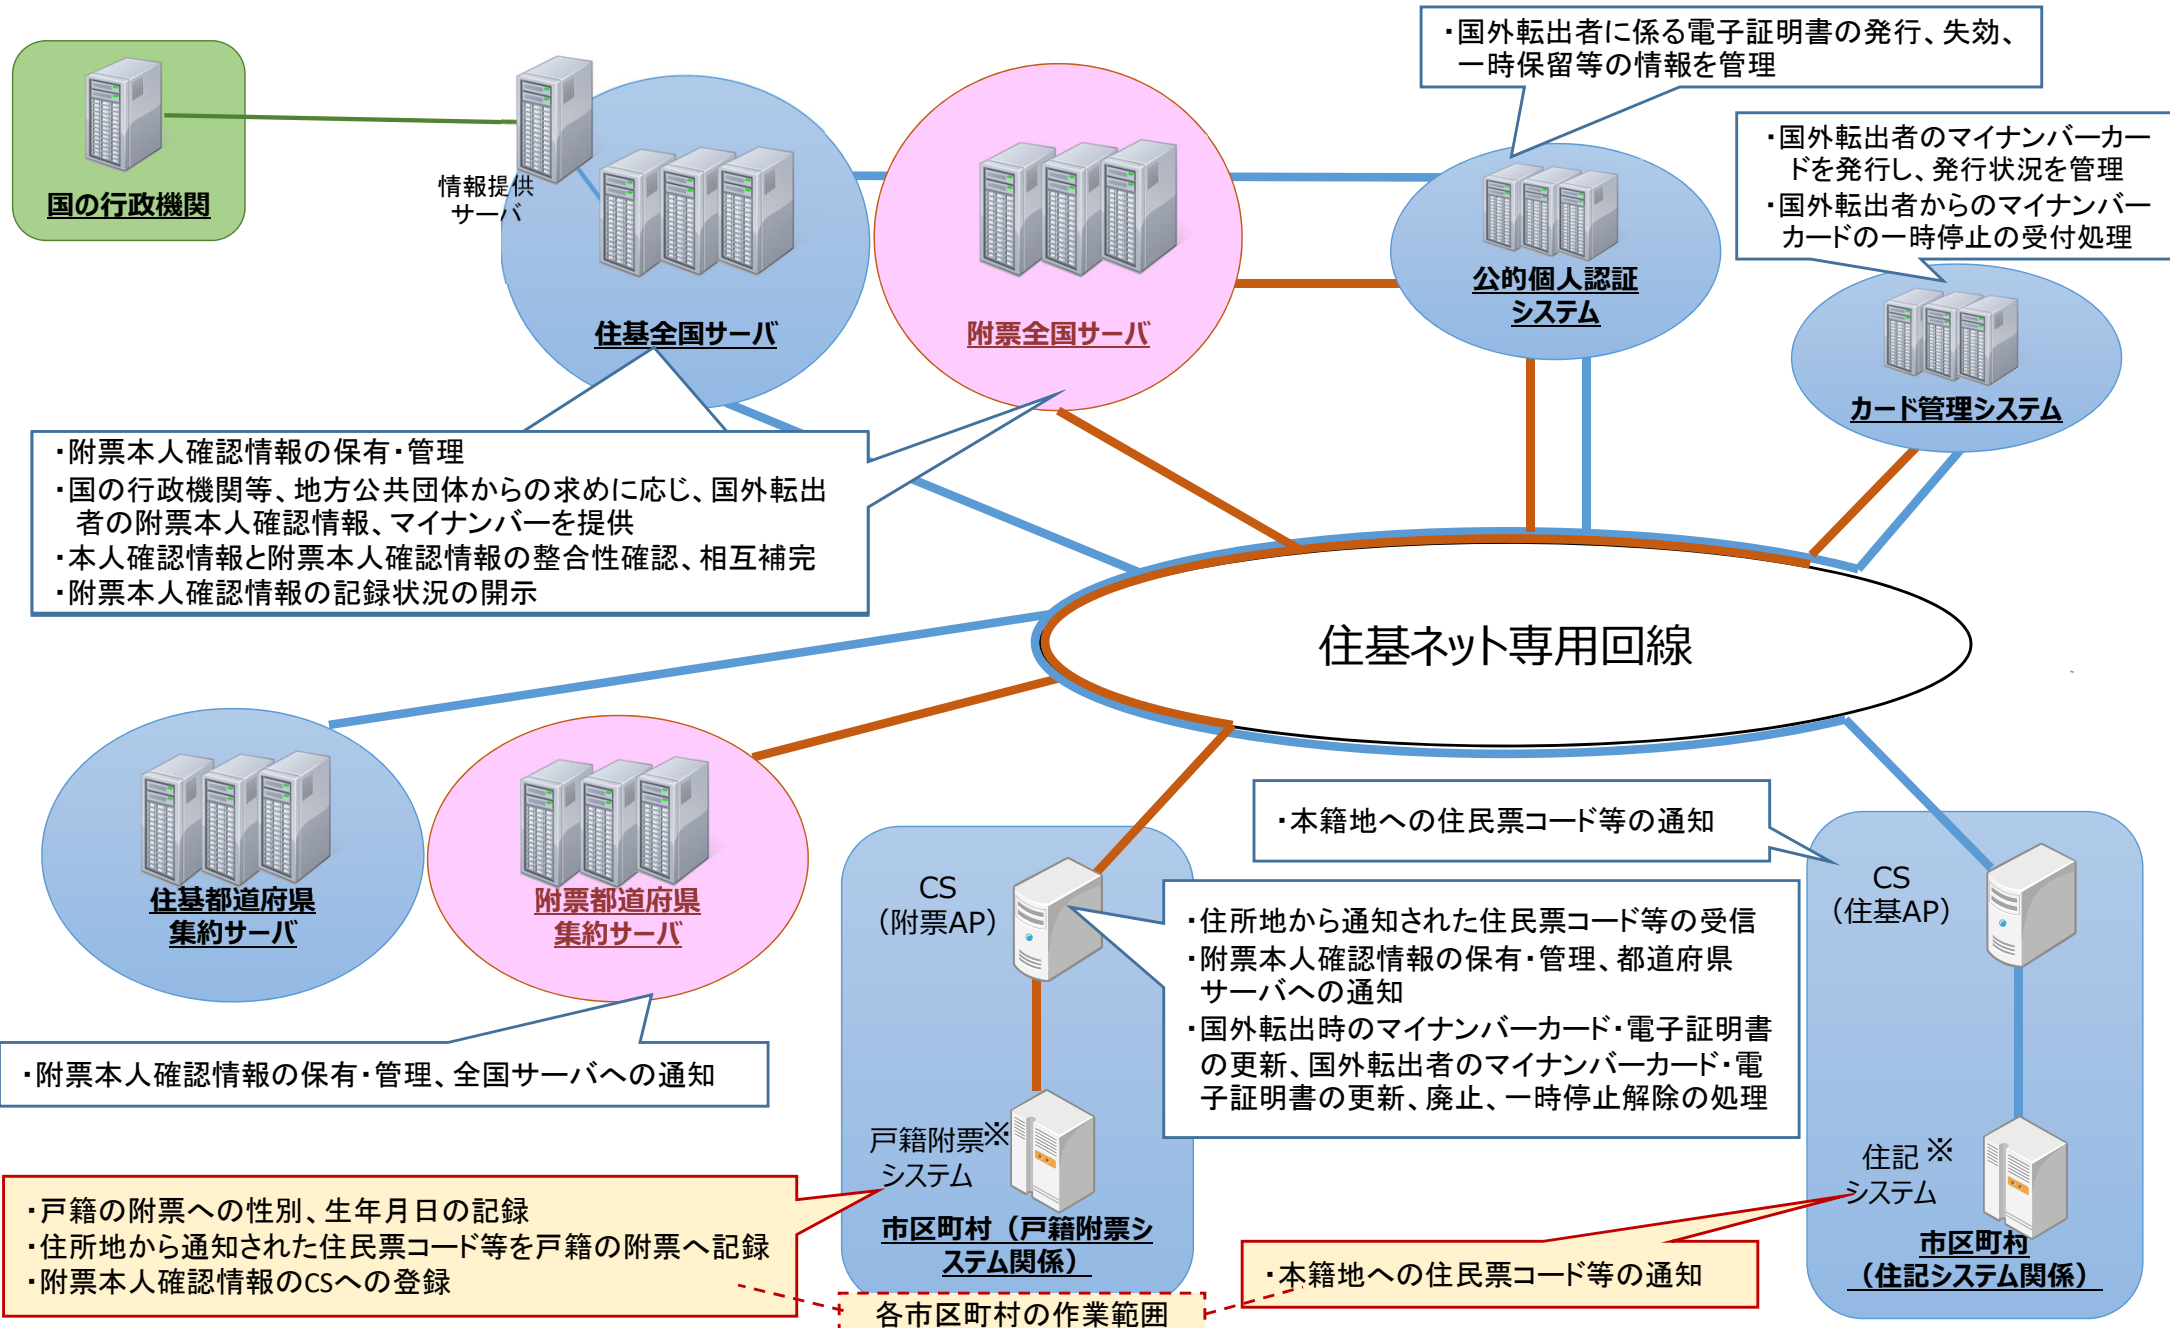 ・国外転出者に係る電子証明書の発行、失効、
一時保留等の情報を管理
・国外転出者のマイナンバーカー
ドを発行し、発行状況を管理
・国外転出者からのマイナンバー
カードの一時停止の受付処理
国の行政機関
情報提供
サーバ
住基全国サーバ
附票全国サーバ
公的個人認証
システム
カード管理システム
・附票本人確認情報の保有・管理
・国の行政機関等、地方公共団体からの求めに応じ、国外転出
者の附票本人確認情報、マイナンバーを提供
・本人確認情報と附票本人確認情報の整合性確認、相互補完
・附票本人確認情報の記録状況の開示
住基ネット専用回線
住基都道府県
集約サーバ
附票都道府県
集約サーバ
・附票本人確認情報の保有・管理、全国サーバへの通知
・本籍地への住民票コード等の通知
CS
（附票AP）
・住所地から通知された住民票コード等の受信
・附票本人確認情報の保有・管理、都道府県
サーバへの通知
・国外転出時のマイナンバーカード・電子証明書
の更新、国外転出者のマイナンバーカード・電
子証明書の更新、廃止、一時停止解除の処理
CS
（住基AP）
戸籍附票※
システム
市区町村（戸籍附票シ
ステム関係）
住記※
システム
市区町村
（住記システム関係）
・戸籍の附票への性別、生年月日の記録
・住所地から通知された住民票コード等を戸籍の附票へ記録
・附票本人確認情報のCSへの登録
・本籍地への住民票コード等の通知
各市区町村の作業範囲